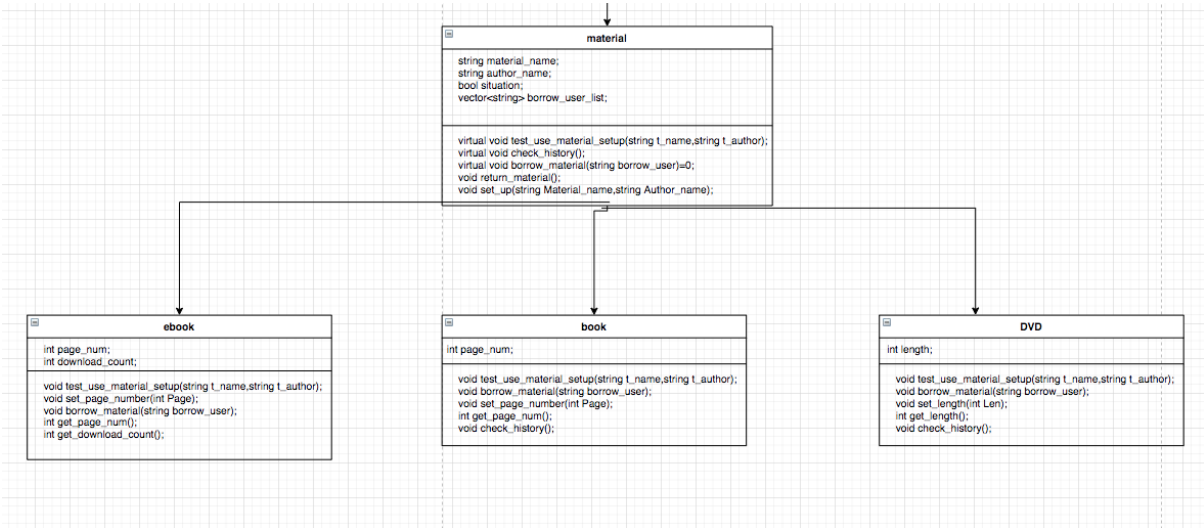 material
string material_name;
string author_name;
bool situation;
vector<string> borrow_user_list;
virtual void test_use_material_setup(string t_name,string t_author);
virtual void check_history();
virtual void borrow_material(string borrow_user)=0;
void return_material();
void set_up(string Material_name,string Author_name);
ebook
int page_num;
int download_count;
void test_use_material_setup(string t_name,string t_author);
void set_page_number(int Page);
void borrow_material(string borrow_user);
int get_page_num();
int get_download_count();
book
int page_num;
void test_use_material_setup(string t_name,string t_author);
void borrow_material(string borrow_user);
void set_page_number(int Page);
int get_page_num();
void check_history();
DVD
int length;
void test_use_material_setup(string t_name,string t_author);
void borrow_material(string borrow_user);
void set_length(int Len);
int get_length();
void check_history();